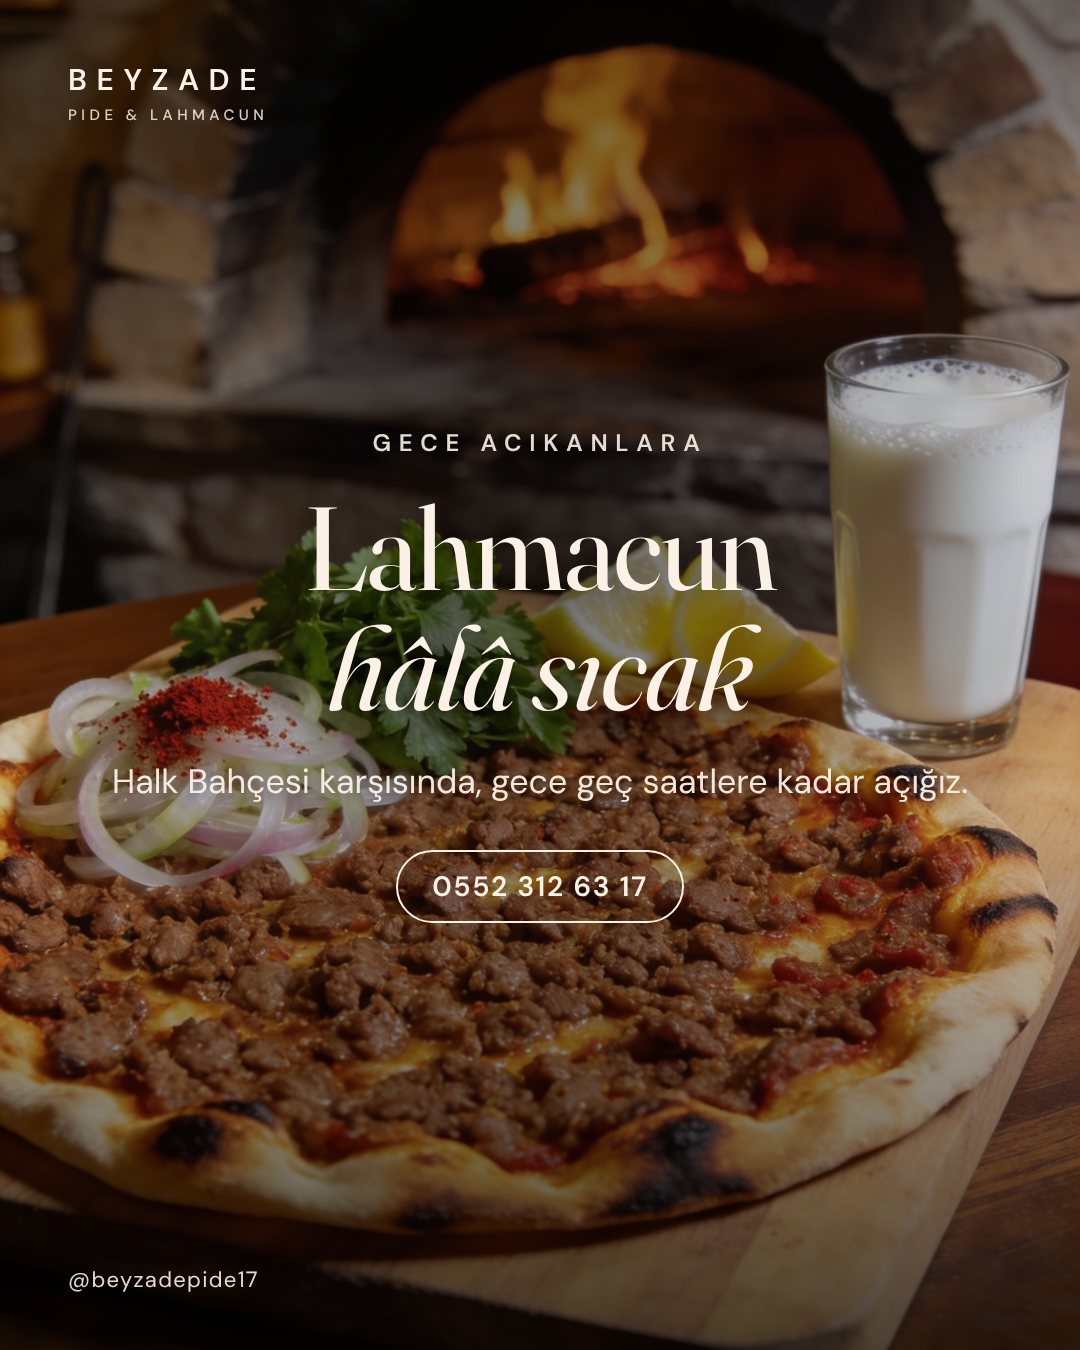 BEYZADE
PIDE & LAHMACUN
GECE ACIKANLARA
Lahmacun
hâlâ sıcak
Halk Bahçesi karşısında, gece geç saatlere kadar açığız.
0552 312 63 17
@beyzadepide17